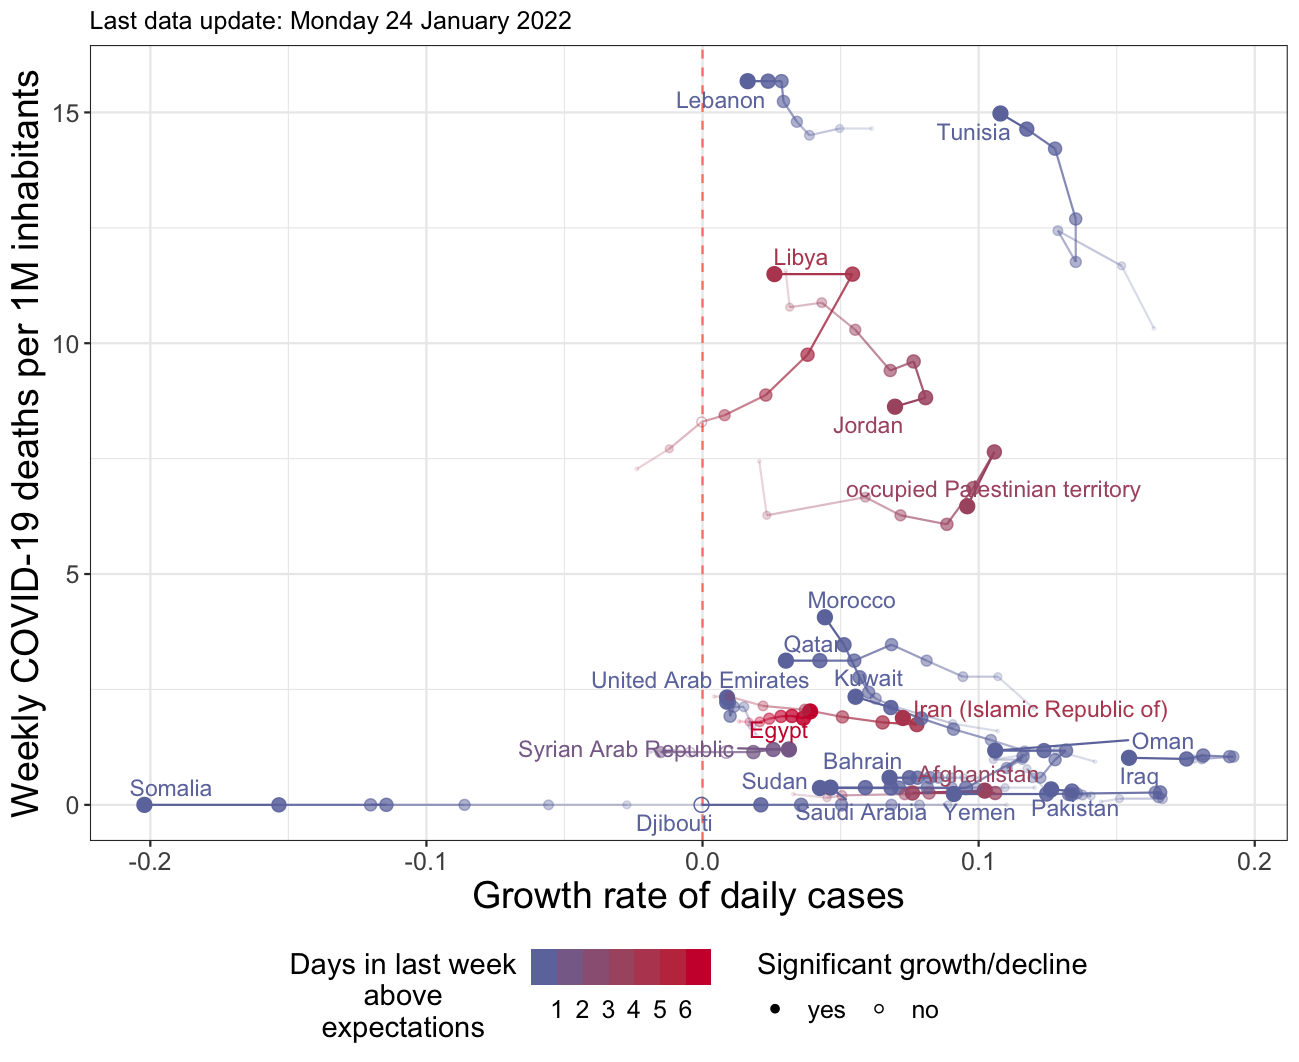 Last data update: Monday 24 January 2022
Weekly COVID-19 deaths per 1M inhabitants
15
10
5
0
Lebanon
Tunisia
Libya
Jordan
occupied Palestinian territory
Morocco
Qatar
Kuwait
United Arab Emirates
Iran (Islamic Republic of)
Egypt
Syrian Arab Republic
Oman
Bahrain
Afghanistan
Iraq
Somalia
Sudan
Saudi Arabia
Yemen
Pakistan
Djibouti
-0.2
-0.1
0.0
0.1
0.2
Growth rate of daily cases
Days in last week
above
expectations
1 2 3 4 5 6
Significant growth/decline
yes no